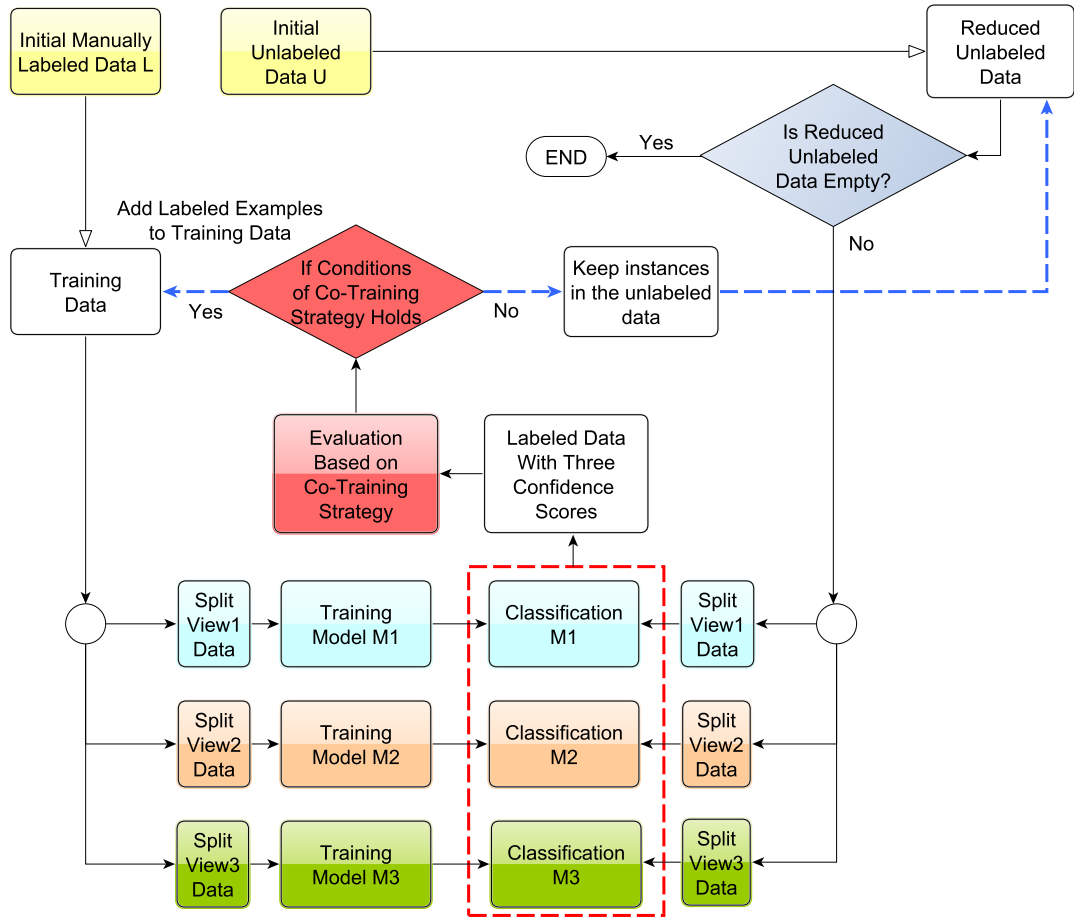 Initial Manually
Labeled Data L
Initial
Unlabeled
Data U
Reduced
Unlabeled
Data
Is Reduced
Unlabeled
Data Empty?
Yes
END
No
Add Labeled Examples
to Training Data
Training
Data
Yes
If Conditions
of Co-Training
Strategy Holds
No
Keep instances
in the unlabeled
data
Evaluation
Based on
Co-Training
Strategy
Labeled Data
With Three
Confidence
Scores
Split
View1
Data
Training
Model M1
Classification
M1
Split
View1
Data
Split
View2
Data
Training
Model M2
Classification
M2
Split
View2
Data
Split
View3
Data
Training
Model M3
Classification
M3
Split
View3
Data